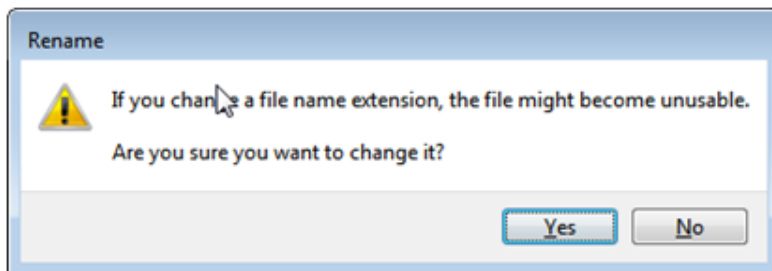 Rename
If you change a file name extension, the file might become unusable.
Are you sure you want to change it?
Yes No